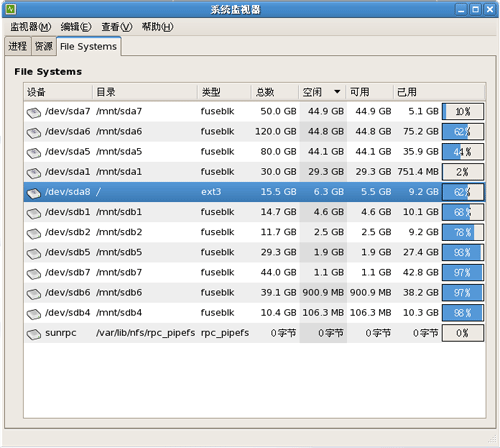 系统监视器
监视器(M) 编辑(E) 查看(V) 帮助(H)
进程 资源 File Systems
File Systems
设备 目录 类型 总数 空闲 可用 己用
/dev/sda7 /mnt/sda7 fuseblk 50.0 GB 44.9 GB 44.9 GB 5.1 GB 10%
/dev/sda6 /mnt/sda6 fuseblk 120.0 GB 44.8 GB 44.8 GB 75.2 GB 62%
/dev/sda5 /mnt/sda5 fuseblk 80.0 GB 44.1 GB 44.1 GB 35.9 GB 44%
/dev/sda1 /mnt/sda1 fuseblk 30.0 GB 29.3 GB 29.3 GB 751.4 MB 2%
/dev/sda8 / ext3 15.5 GB 6.3 GB 5.5 GB 9.2 GB 62%
/dev/sdb1 /mnt/sdb1 fuseblk 14.7 GB 4.6 GB 4.6 GB 10.1 GB 68%
/dev/sdb2 /mnt/sdb2 fuseblk 11.7 GB 2.5 GB 2.5 GB 9.2 GB 78%
/dev/sdb5 /mnt/sdb5 fuseblk 29.3 GB 1.9 GB 1.9 GB 27.4 GB 93%
/dev/sdb7 /mnt/sdb7 fuseblk 44.0 GB 1.1 GB 1.1 GB 42.8 GB 97%
/dev/sdb6 /mnt/sdb6 fuseblk 39.1 GB 900.9 MB 900.9 MB 38.2 GB 97%
/dev/sdb4 /mnt/sdb4 fuseblk 10.4 GB 106.3 MB 106.3 MB 10.3 GB 98%
sunrpc /var/lib/nfs/rpc_pipefs rpc_pipefs 0字节 0字节 0字节 0字节 0%